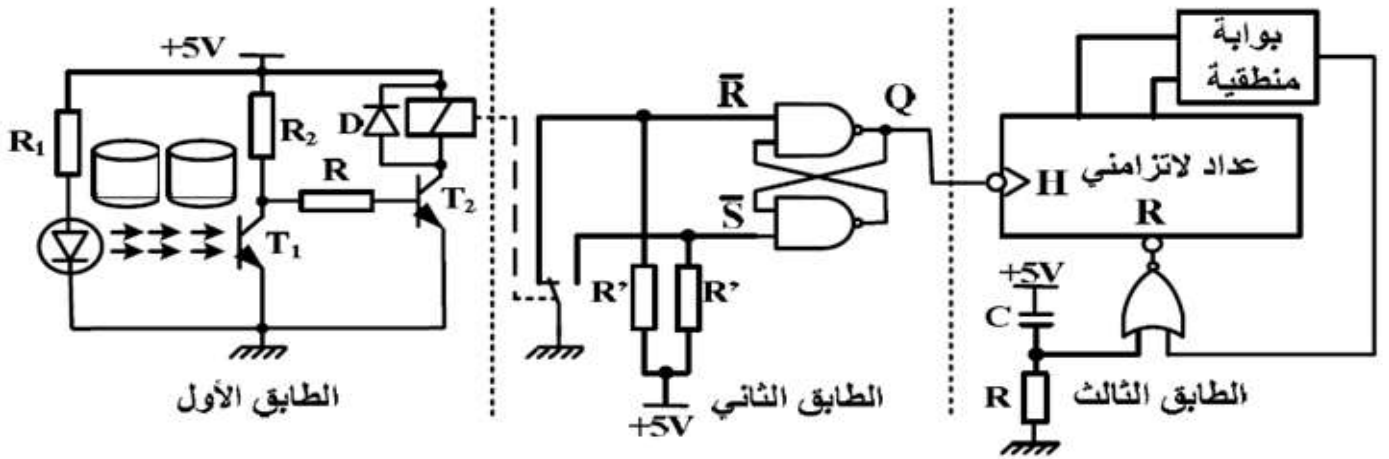 +5V
R₁
R₂
D
R
T₁
T₂
الطابق الأول
R̅
S̅
Q
R’
R’
+5V
الطابق الثاني
بوابة
منطقية
عداد لاتزامني
H
R
+5V
C
R
الطابق الثالث